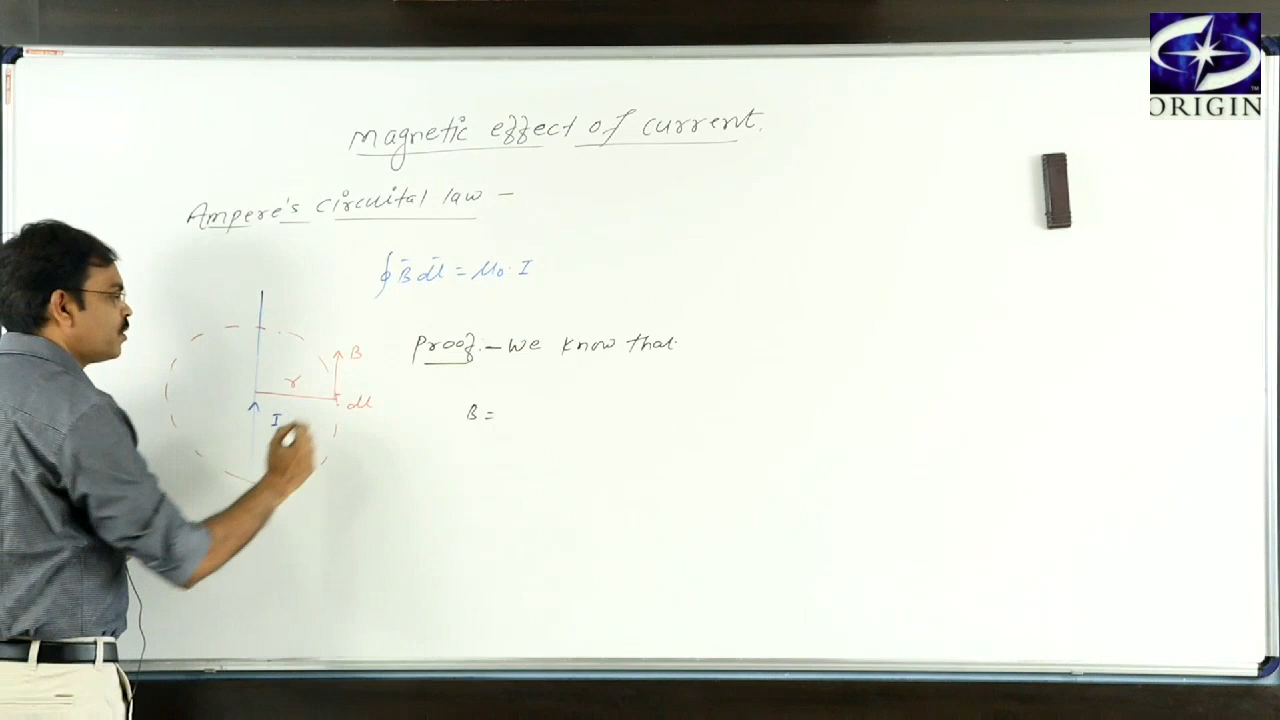 ORIGIN
Magnetic effect of current.
Ampere's circuital law -
∮ B̄ dl̄ = μ₀. I
Proof:- We know that
B
r
dl
I
B =